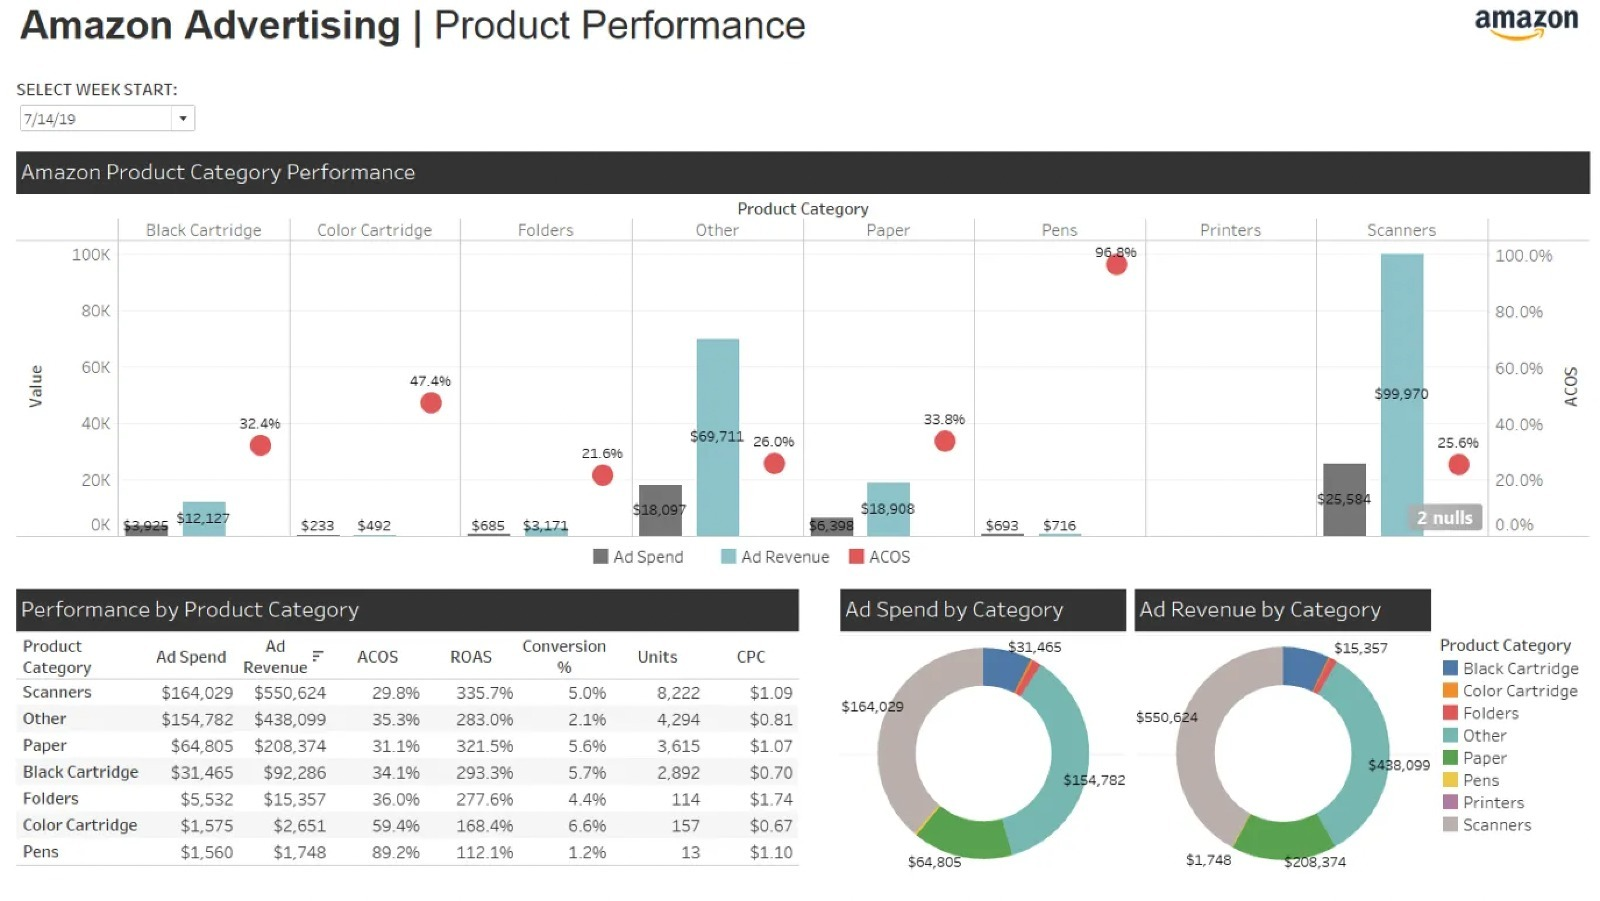 Amazon Advertising | Product Performance
amazon
SELECT WEEK START:
7/14/19
Amazon Product Category Performance
Product Category
Black Cartridge Color Cartridge Folders Other Paper Pens Printers Scanners
Value
100K
80K
60K
40K
20K
0K
$3,925 $12,127 32.4%
$233 $492 47.4%
$685 $3,171 21.6%
$18,097 $69,711 26.0%
$6,398 $18,908 33.8%
$693 $716 96.8%
$25,584 $99,970 25.6%
2 nulls
100.0%
80.0%
60.0%
40.0%
20.0%
0.0%
ACOS
Ad Spend Ad Revenue ACOS
Performance by Product Category
Product Category Ad Spend Ad Revenue ACOS ROAS Conversion % Units CPC
Scanners $164,029 $550,624 29.8% 335.7% 5.0% 8,222 $1.09
Other $154,782 $438,099 35.3% 283.0% 2.1% 4,294 $0.81
Paper $64,805 $208,374 31.1% 321.5% 5.6% 3,615 $1.07
Black Cartridge $31,465 $92,286 34.1% 293.3% 5.7% 2,892 $0.70
Folders $5,532 $15,357 36.0% 277.6% 4.4% 114 $1.74
Color Cartridge $1,575 $2,651 59.4% 168.4% 6.6% 157 $0.67
Pens $1,560 $1,748 89.2% 112.1% 1.2% 13 $1.10
Ad Spend by Category
$31,465
$164,029
$154,782
$64,805
Ad Revenue by Category
$15,357
$550,624
$438,099
$1,748
$208,374
Product Category
Black Cartridge
Color Cartridge
Folders
Other
Paper
Pens
Printers
Scanners